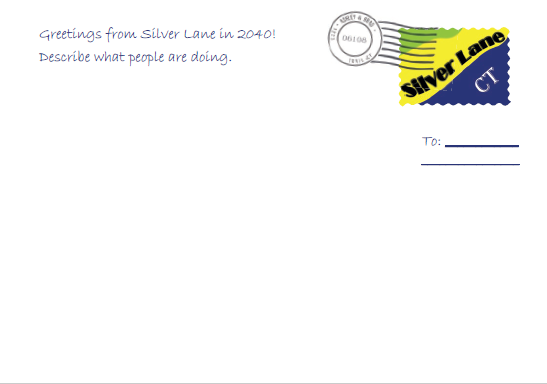 Greetings from Silver Lane in 2040!
Describe what people are doing.
06108
Silver Lane
CT
To: